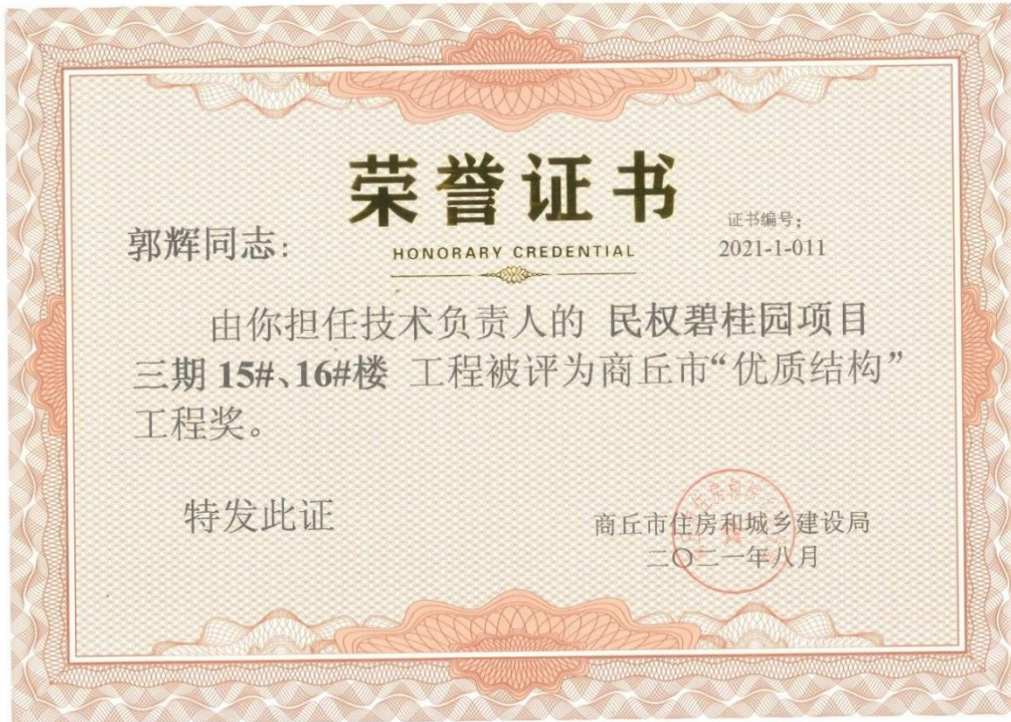 荣誉证书
HONORARY CREDENTIAL
证书编号：
2021-1-011
郭辉同志：
由你担任技术负责人的 民权碧桂园项目
三期 15#、16#楼 工程被评为商丘市“优质结构”
工程奖。
特发此证
商丘市住房和城乡建设局
二〇二一年八月